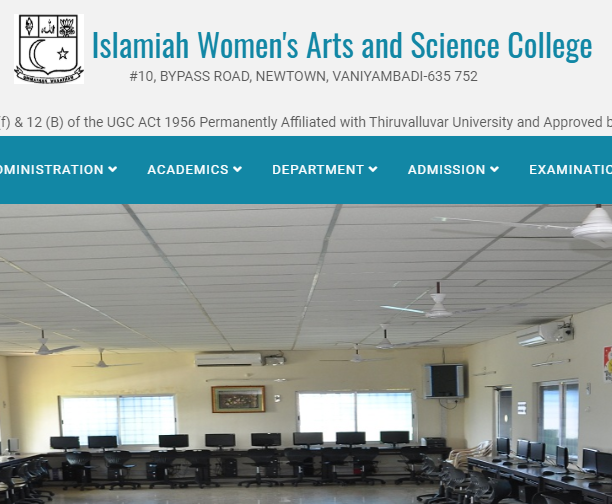 Islamiah Women's Arts and Science College
#10, BYPASS ROAD, NEWTOWN, VANIYAMBADI-635 752
(f) & 12 (B) of the UGC ACt 1956 Permanently Affiliated with Thiruvalluvar University and Approved b
DMINISTRATION ACADEMICS DEPARTMENT ADMISSION EXAMINATIO